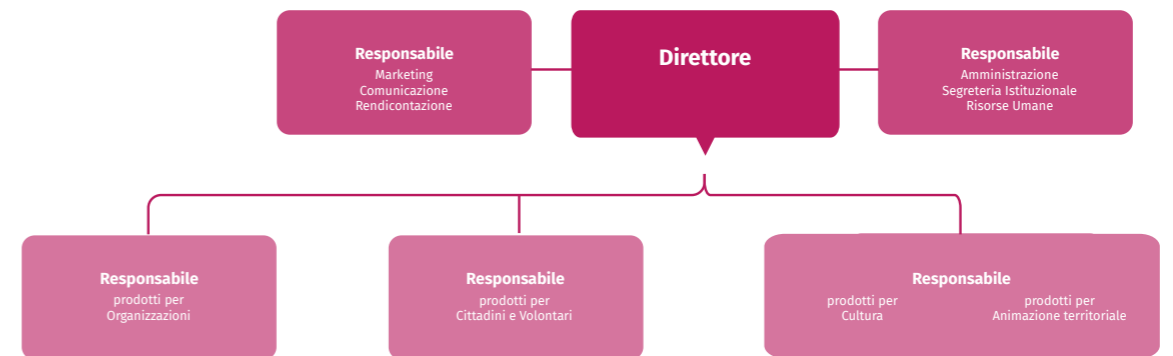 Responsabile
Marketing
Comunicazione
Rendicontazione
Direttore
Responsabile
Amministrazione
Segreteria Istituzionale
Risorse Umane
Responsabile
prodotti per
Organizzazioni
Responsabile
prodotti per
Cittadini e Volontari
Responsabile
prodotti per
Cultura
prodotti per
Animazione territoriale